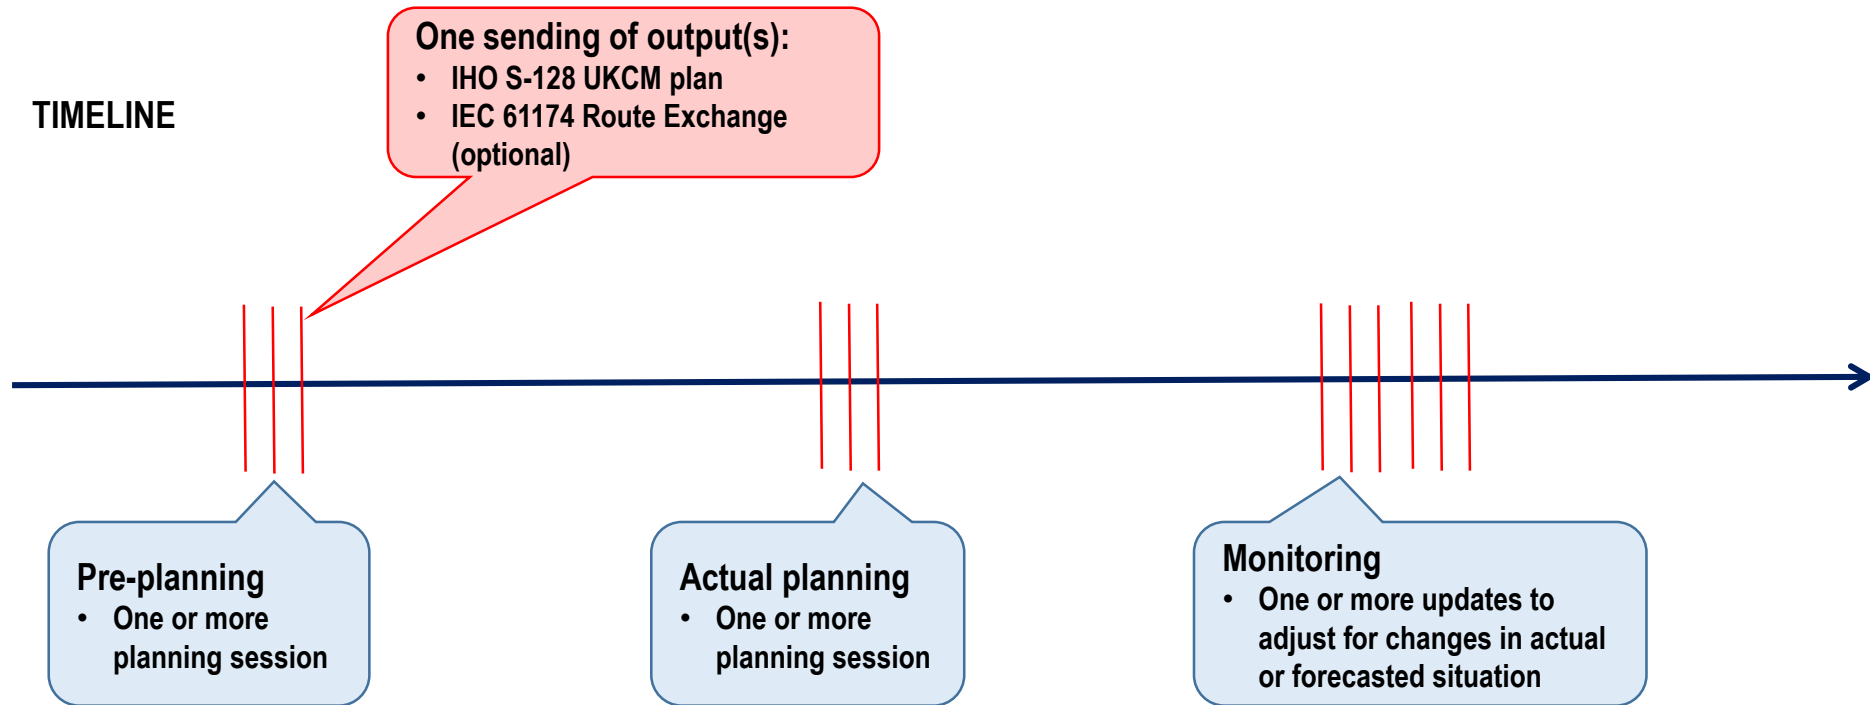 TIMELINE
One sending of output(s):
• IHO S-128 UKCM plan
• IEC 61174 Route Exchange
(optional)
Pre-planning
• One or more
planning session
Actual planning
• One or more
planning session
Monitoring
• One or more updates to
adjust for changes in actual
or forecasted situation